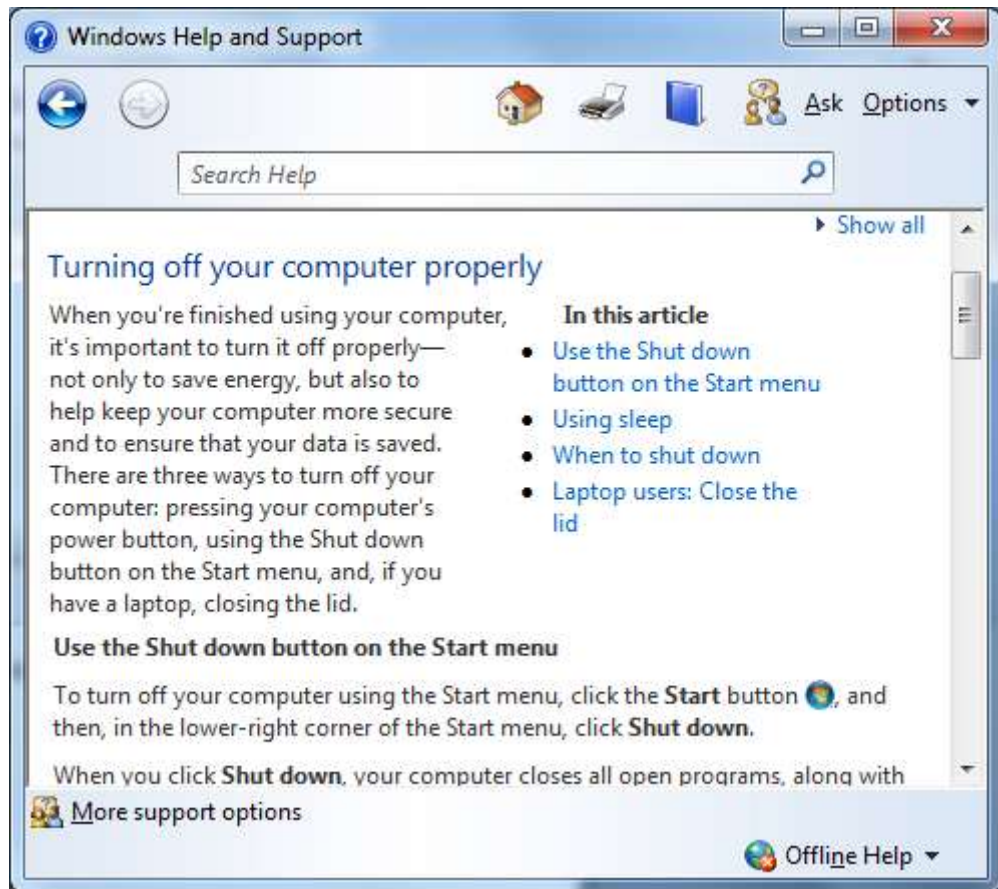 Windows Help and Support
Ask Options
Search Help
Show all
Turning off your computer properly
When you're finished using your computer,
it's important to turn it off properly—
not only to save energy, but also to
help keep your computer more secure
and to ensure that your data is saved.
There are three ways to turn off your
computer: pressing your computer's
power button, using the Shut down
button on the Start menu, and, if you
have a laptop, closing the lid.
In this article
• Use the Shut down
button on the Start menu
• Using sleep
• When to shut down
• Laptop users: Close the
lid
Use the Shut down button on the Start menu
To turn off your computer using the Start menu, click the Start button , and
then, in the lower-right corner of the Start menu, click Shut down.
When you click Shut down, your computer closes all open programs, along with
More support options
Offline Help